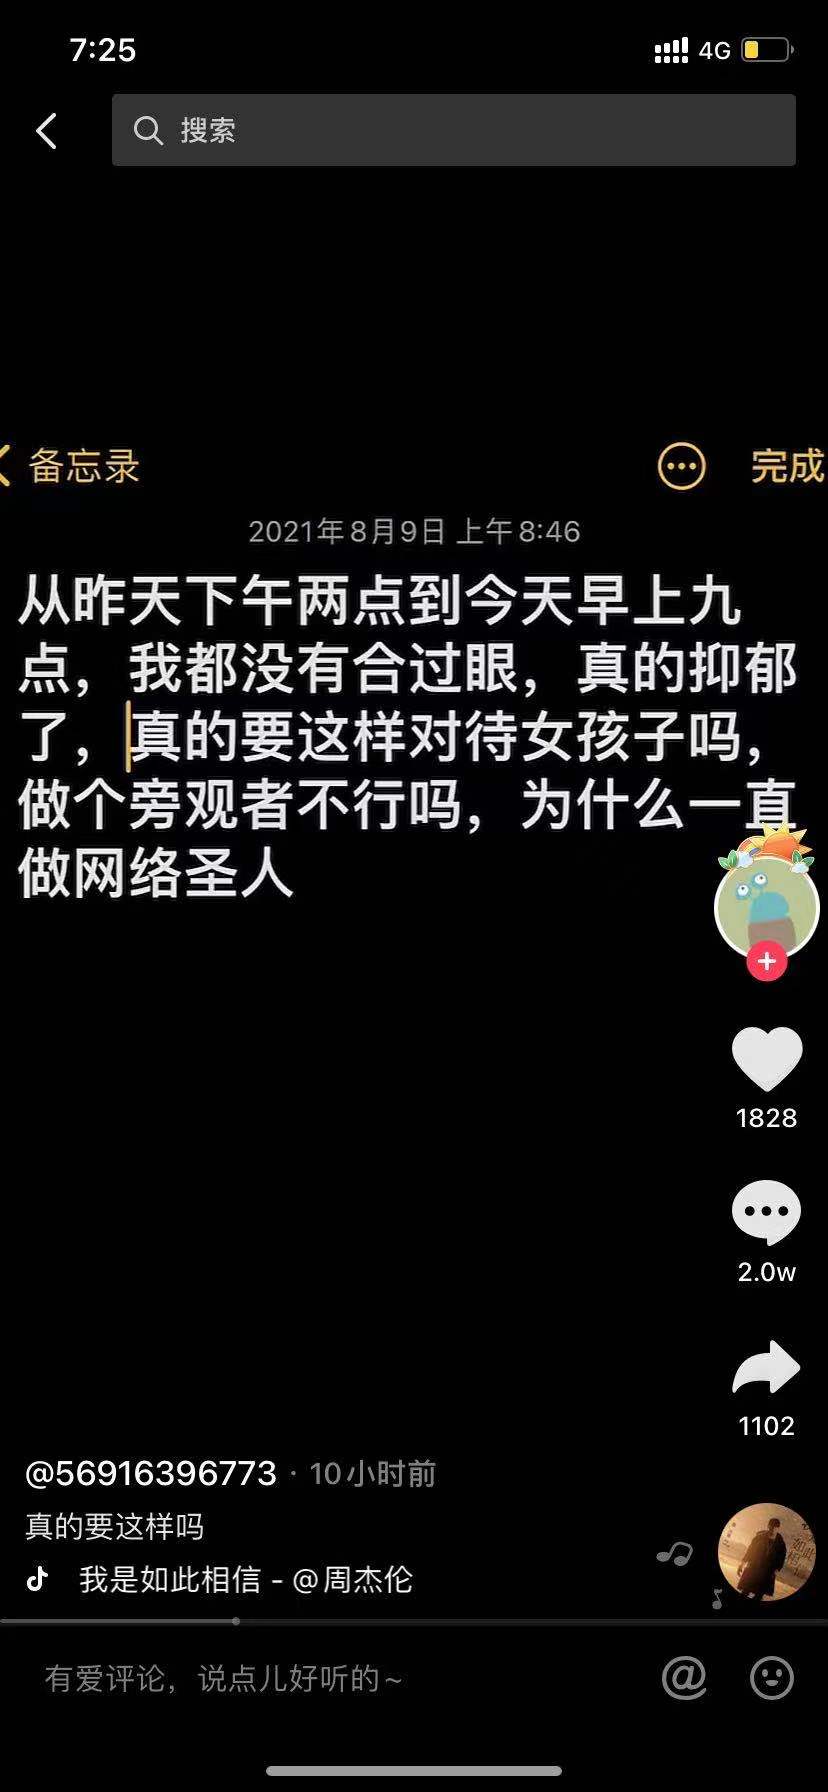 7:25
4G
搜索
备忘录
完成
2021年8月9日 上午8:46
从昨天下午两点到今天早上九
点，我都没有合过眼，真的抑郁
了，真的要这样对待女孩子吗，
做个旁观者不行吗，为什么一直
做网络圣人
1828
2.0w
1102
@56916396773 · 10小时前
真的要这样吗
我是如此相信 - @周杰伦
有爱评论，说点儿好听的~